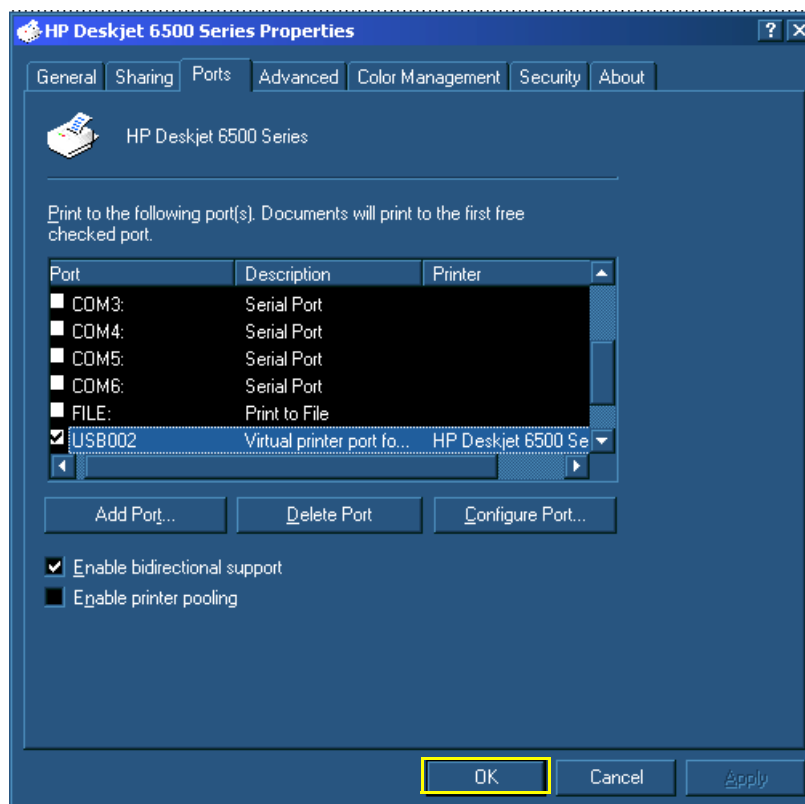 HP Deskjet 6500 Series Properties
General Sharing Ports Advanced Color Management Security About
HP Deskjet 6500 Series
Print to the following port(s). Documents will print to the first free
checked port.
Port Description Printer
COM3: Serial Port
COM4: Serial Port
COM5: Serial Port
COM6: Serial Port
FILE: Print to File
USB002 Virtual printer port fo... HP Deskjet 6500 Se
Add Port... Delete Port Configure Port...
Enable bidirectional support
Enable printer pooling
OK Cancel Apply